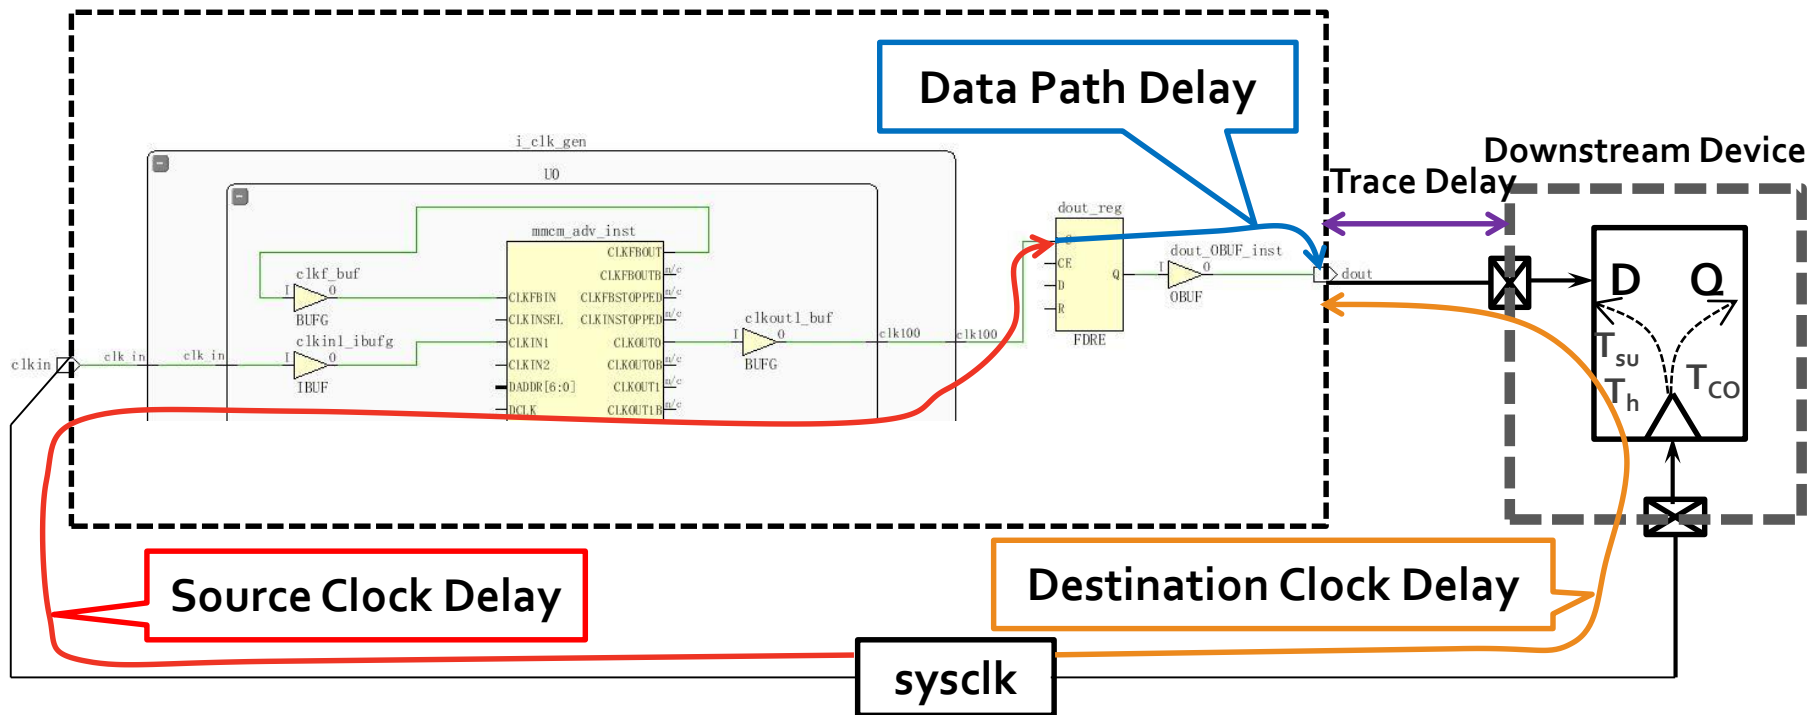 Data Path Delay
i_clk_gen
U0
Downstream Device
Trace Delay
dout_reg
mmcm_adv_inst
CLKFBOUT
CLKFBOUTB n/c
CLKFBIN
CLKFBSTOPPED n/c
CLKINSEL
CLKINSTOPPED n/c
CLKIN1
CLKOUT0
CLKIN2
CLKOUT0B n/c
DADDR[6:0]
CLKOUT1 n/c
DCLK
CLKOUT1B n/c
clkf_buf
I
O
BUFG
clkin1_ibufg
I
O
IBUF
clkin
clk_in
clk_in
clkout1_buf
I
O
BUFG
clk100
clk100
C
CE
D
R
Q
FDRE
dout_OBUF_inst
I
O
OBUF
dout
D
Q
Tsu
Th
TCO
Source Clock Delay
Destination Clock Delay
sysclk